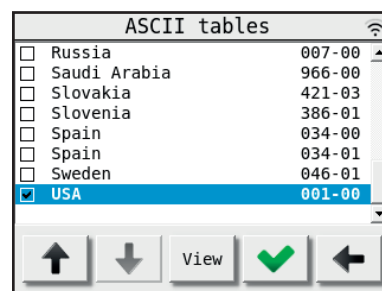 ASCII tables
Russia 007-00
Saudi Arabia 966-00
Slovakia 421-03
Slovenia 386-01
Spain 034-00
Spain 034-01
Sweden 046-01
USA 001-00
View